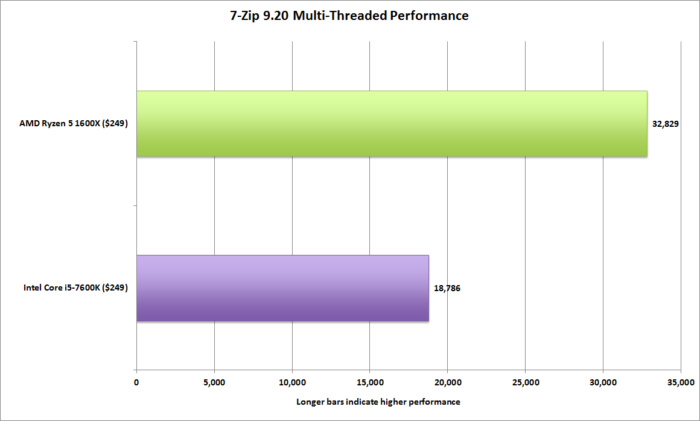 7-Zip 9.20 Multi-Threaded Performance
AMD Ryzen 5 1600X ($249)
32,829
Intel Core i5-7600K ($249)
18,786
0 5,000 10,000 15,000 20,000 25,000 30,000 35,000
Longer bars indicate higher performance